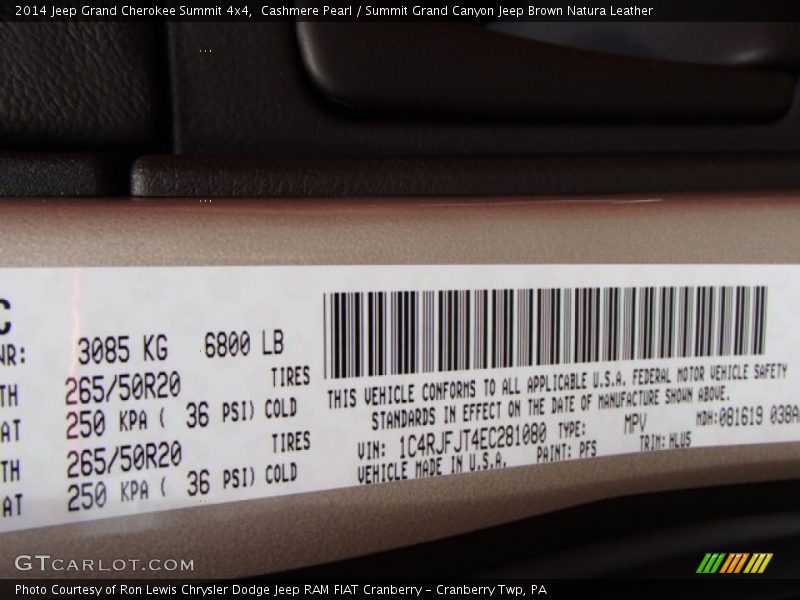 2014 Jeep Grand Cherokee Summit 4x4,  Cashmere Pearl / Summit Grand Canyon Jeep Brown Natura Leather
C
WR: 3085 KG 6800 LB
TH 265/50R20 TIRES
AT 250 KPA ( 36 PSI) COLD
TH 265/50R20 TIRES
AT 250 KPA ( 36 PSI) COLD
THIS VEHICLE CONFORMS TO ALL APPLICABLE U.S.A. FEDERAL MOTOR VEHICLE SAFETY
STANDARDS IN EFFECT ON THE DATE OF MANUFACTURE SHOWN ABOVE.
VIN: 1C4RJFJT4EC281080 TYPE: MPV MDH:081619 038A
VEHICLE MADE IN U.S.A. PAINT: PFS TRIM: HLU5
GTCARLOT.COM
Photo Courtesy of Ron Lewis Chrysler Dodge Jeep RAM FIAT Cranberry – Cranberry Twp, PA